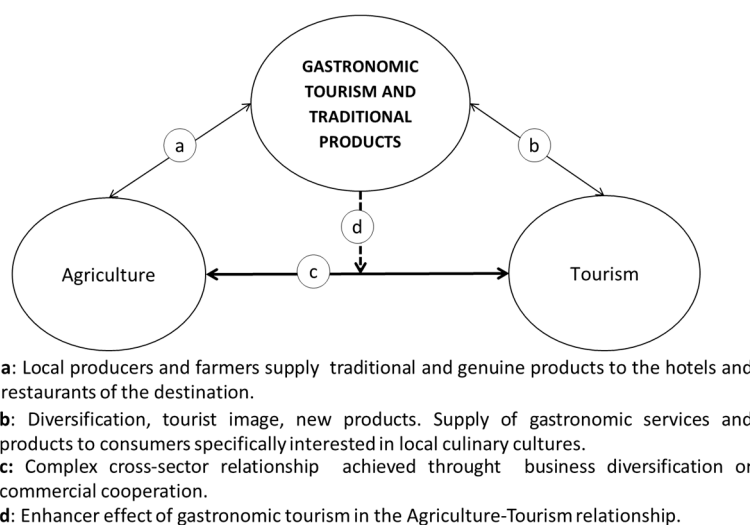 GASTRONOMIC
TOURISM AND
TRADITIONAL
PRODUCTS
a
b
d
Agriculture
c
Tourism
a: Local producers and farmers supply traditional and genuine products to the hotels and
restaurants of the destination.
b: Diversification, tourist image, new products. Supply of gastronomic services and
products to consumers specifically interested in local culinary cultures.
c: Complex cross-sector relationship achieved throught business diversification or
commercial cooperation.
d: Enhancer effect of gastronomic tourism in the Agriculture-Tourism relationship.